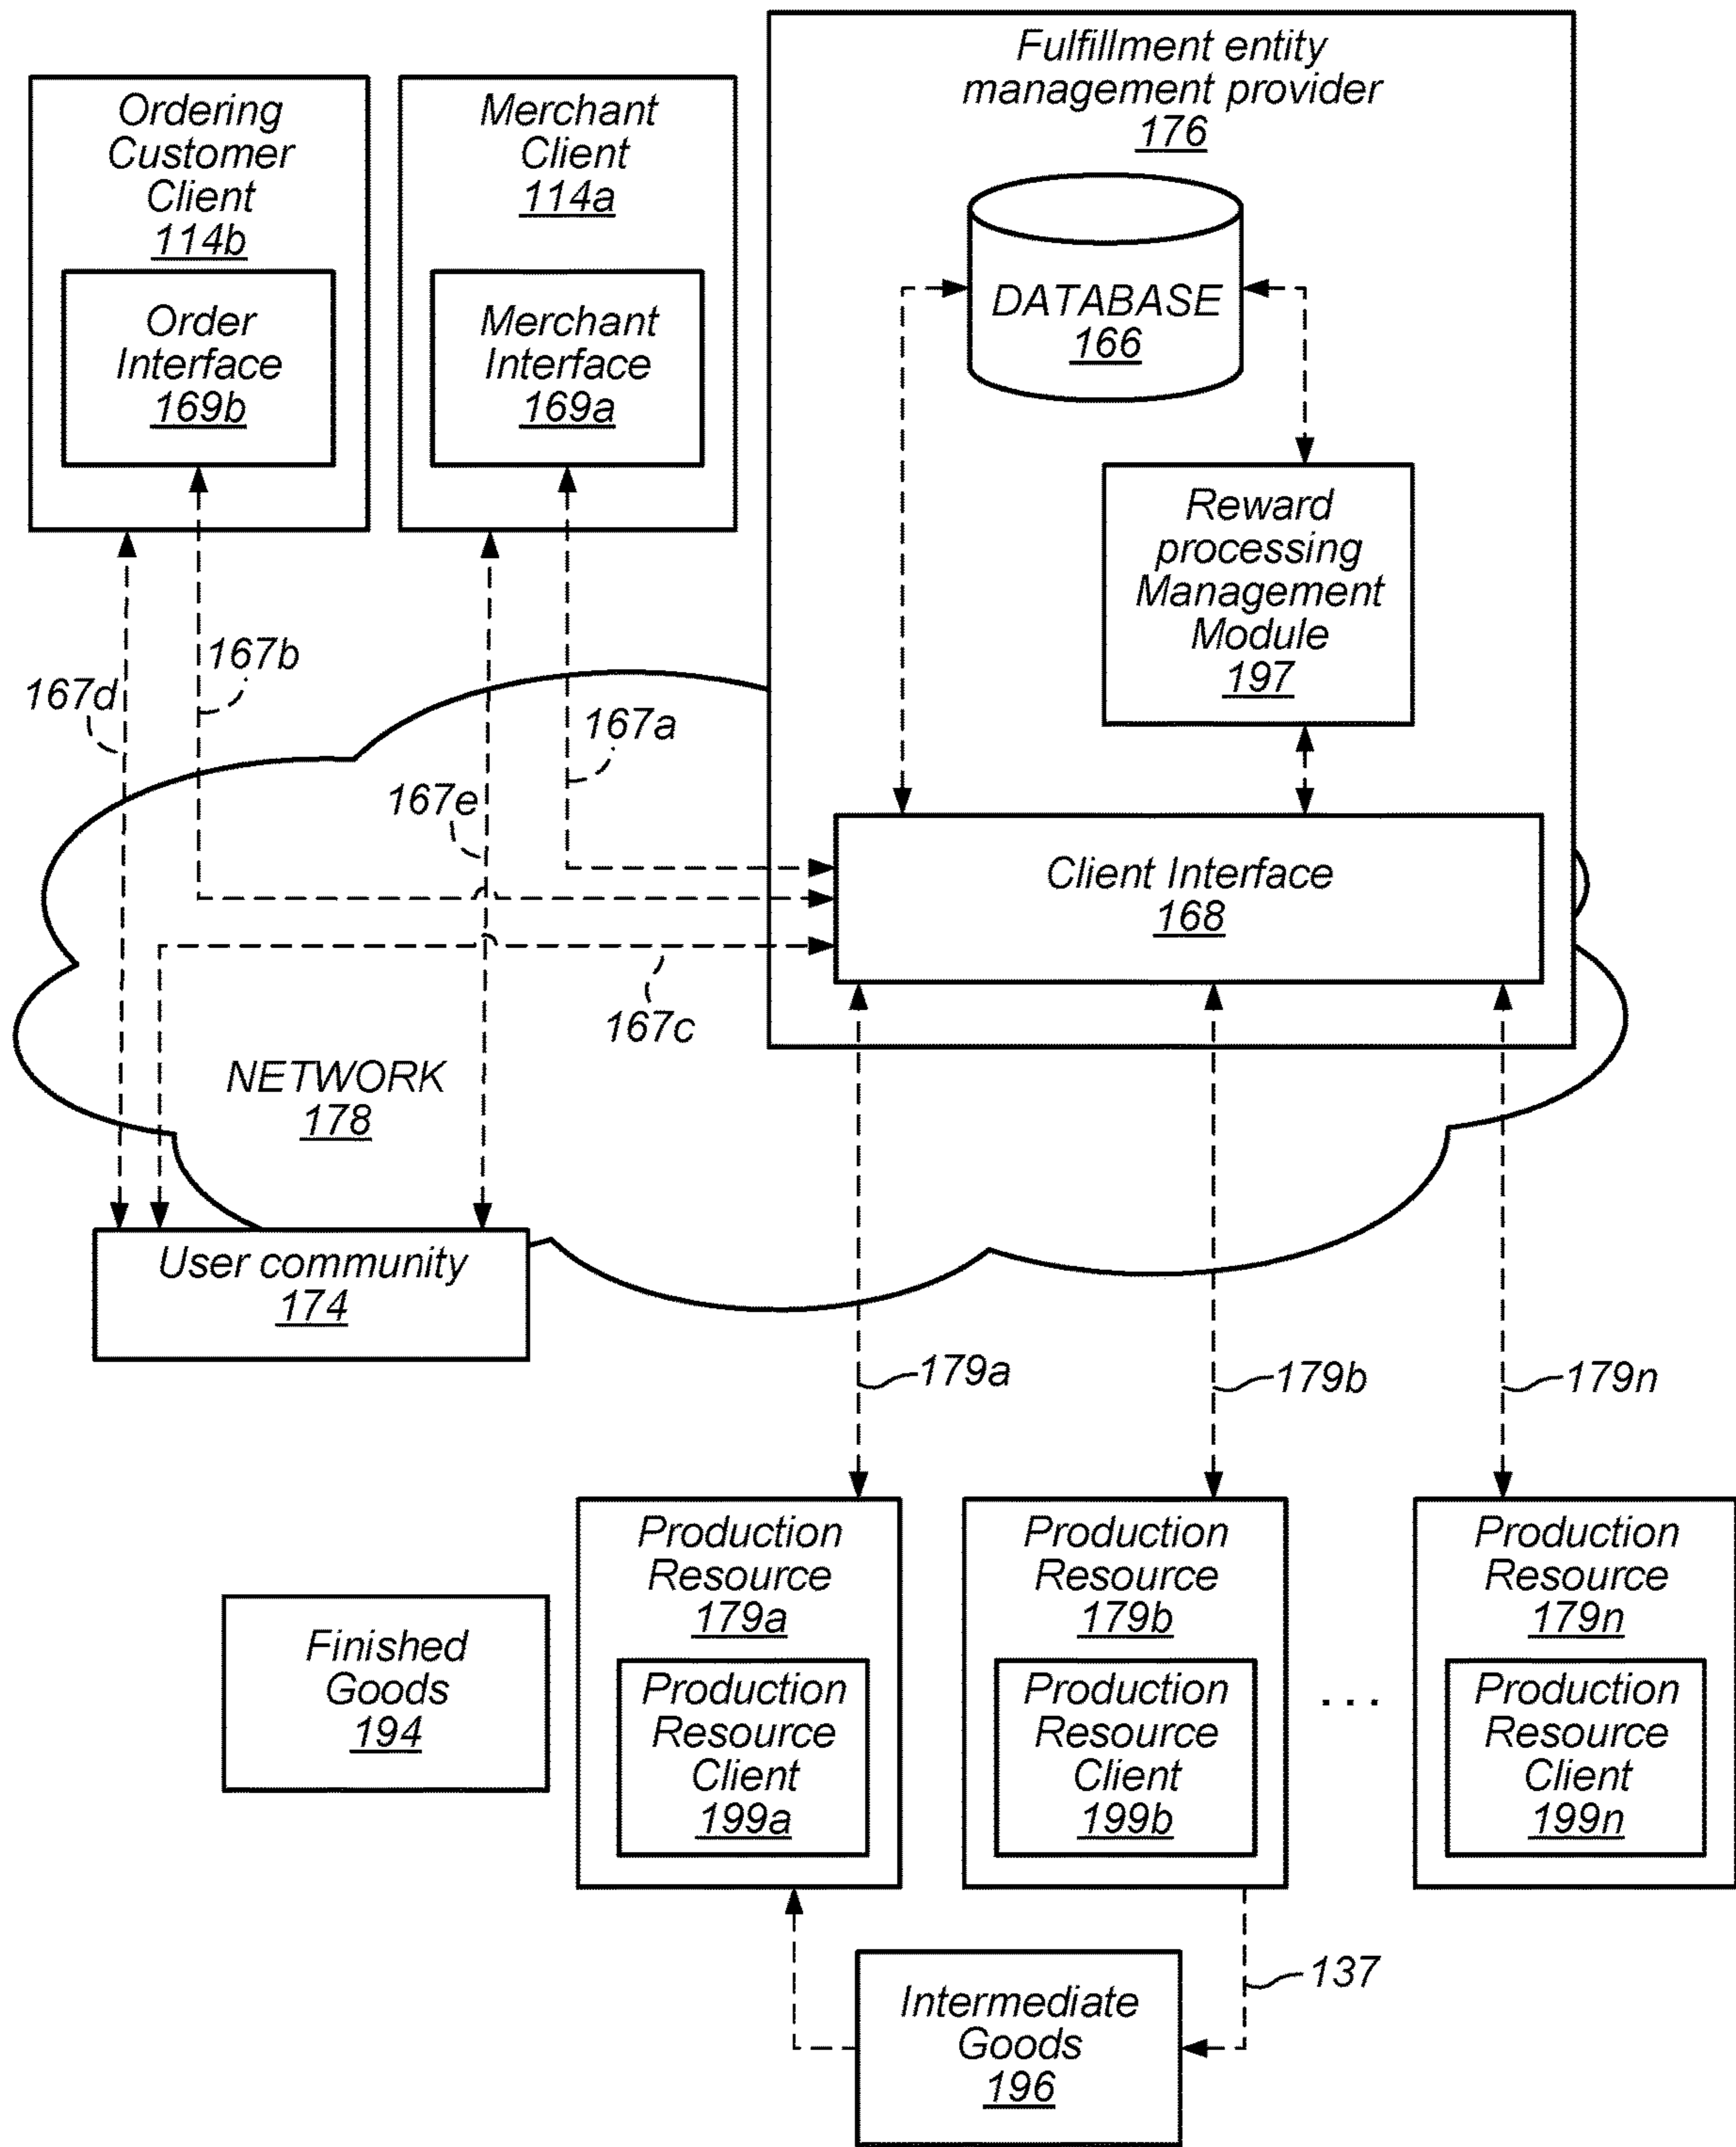 Fulfillment entity
management provider
176
Ordering
Customer
Client
114b
Order
Interface
169b
Merchant
Client
114a
Merchant
Interface
169a
DATABASE
166
Reward
processing
Management
Module
197
167d
167b
167e
167a
Client Interface
168
167c
NETWORK
178
User community
174
179a
179b
179n
Finished
Goods
194
Production
Resource
179a
Production
Resource
Client
199a
Production
Resource
179b
Production
Resource
Client
199b
...
Production
Resource
179n
Production
Resource
Client
199n
137
Intermediate
Goods
196